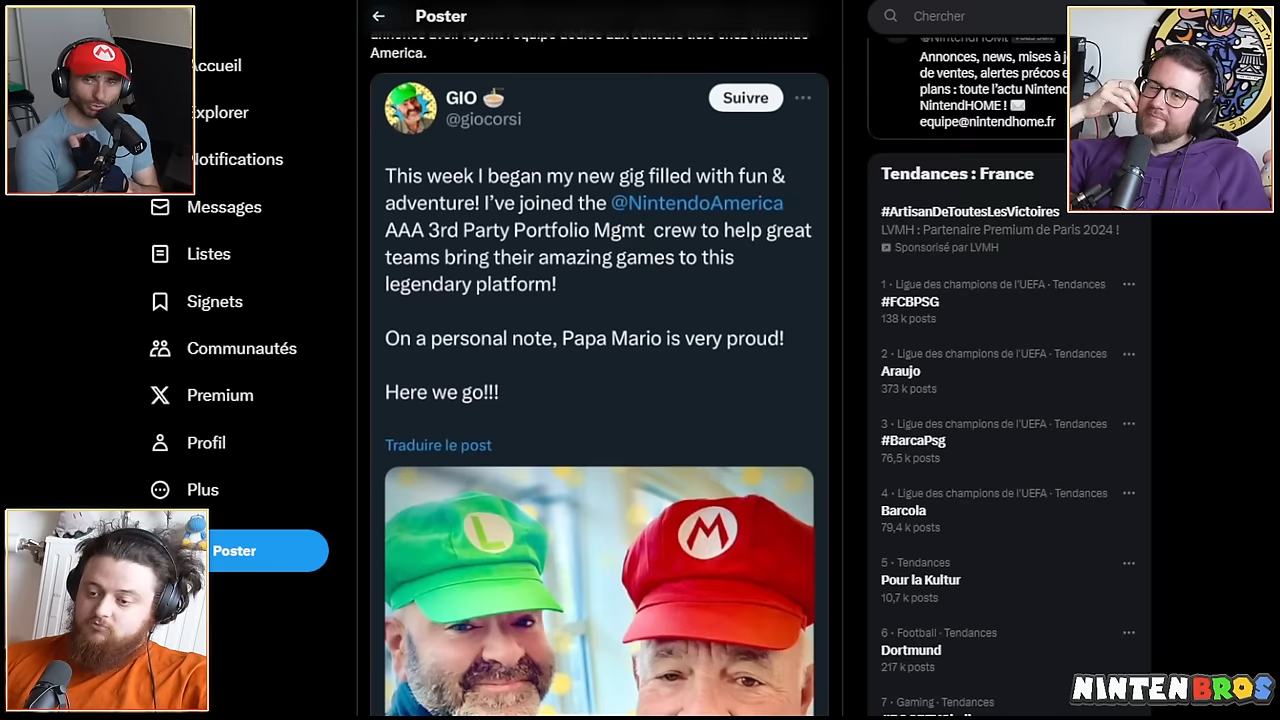 Accueil
Explorer
Notifications
Messages
Listes
Signets
Communautés
Premium
Profil
Plus
Poster
Poster
America.
GIO
@giocorsi
Suivre
This week I began my new gig filled with fun &
adventure! I’ve joined the @NintendoAmerica
AAA 3rd Party Portfolio Mgmt crew to help great
teams bring their amazing games to this
legendary platform!
On a personal note, Papa Mario is very proud!
Here we go!!!
Traduire le post
L
M
M
Chercher
@NintendHOME
Annonces, news, mises à j
de ventes, alertes précos e
plans : toute l'actu Nintend
NintendHOME !
equipe@nintendhome.fr
Tendances : France
#ArtisanDeToutesLesVictoires
LVMH : Partenaire Premium de Paris 2024 !
Sponsorisé par LVMH
1 · Ligue des champions de l'UEFA · Tendances
#FCBPSG
138 k posts
2 · Ligue des champions de l'UEFA · Tendances
Araujo
373 k posts
3 · Ligue des champions de l'UEFA · Tendances
#BarcaPsg
76,5 k posts
4 · Ligue des champions de l'UEFA · Tendances
Barcola
79,4 k posts
5 · Tendances
Pour la Kultur
10,7 k posts
6 · Football · Tendances
Dortmund
217 k posts
7 · Gaming · Tendances
NINTENBROS